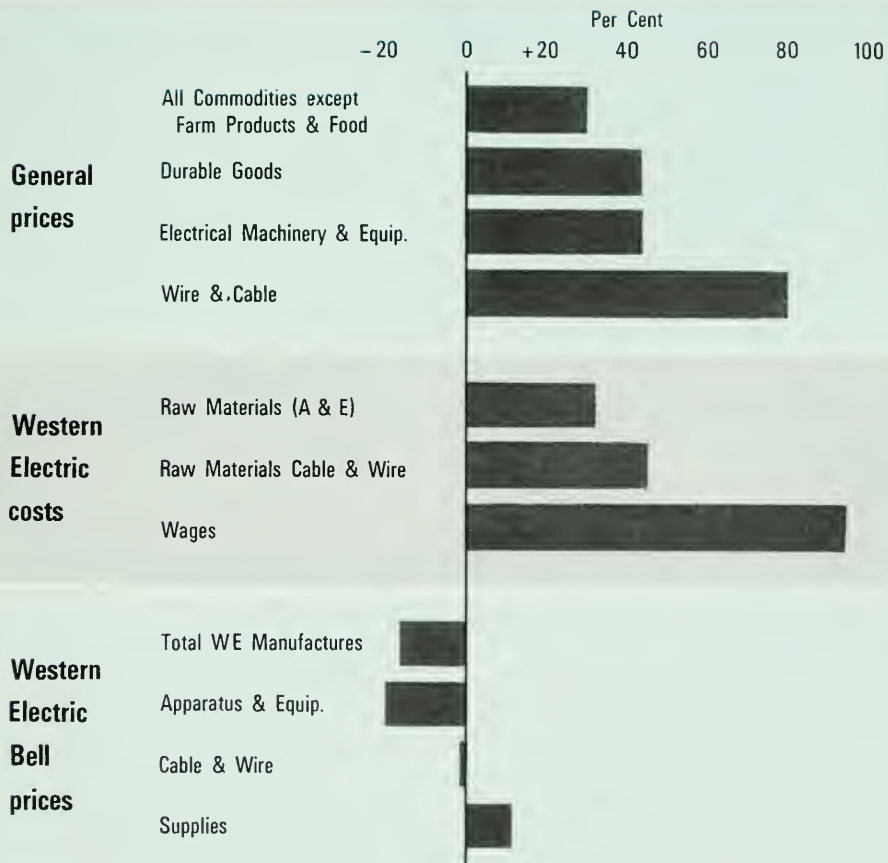 Per Cent
-20 0 +20 40 60 80 100
General
prices
All Commodities except
Farm Products & Food
Durable Goods
Electrical Machinery & Equip.
Wire & Cable
Western
Electric
costs
Raw Materials (A & E)
Raw Materials Cable & Wire
Wages
Western
Electric
Bell
prices
Total WE Manufactures
Apparatus & Equip.
Cable & Wire
Supplies